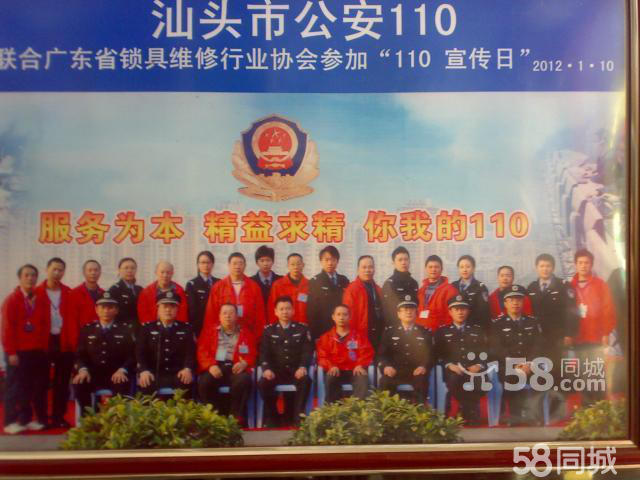 汕头市公安110
联合广东省锁具维修行业协会参加“110 宣传日”2012·1·10
服务为本 精益求精 你我的110
58同城
58同城